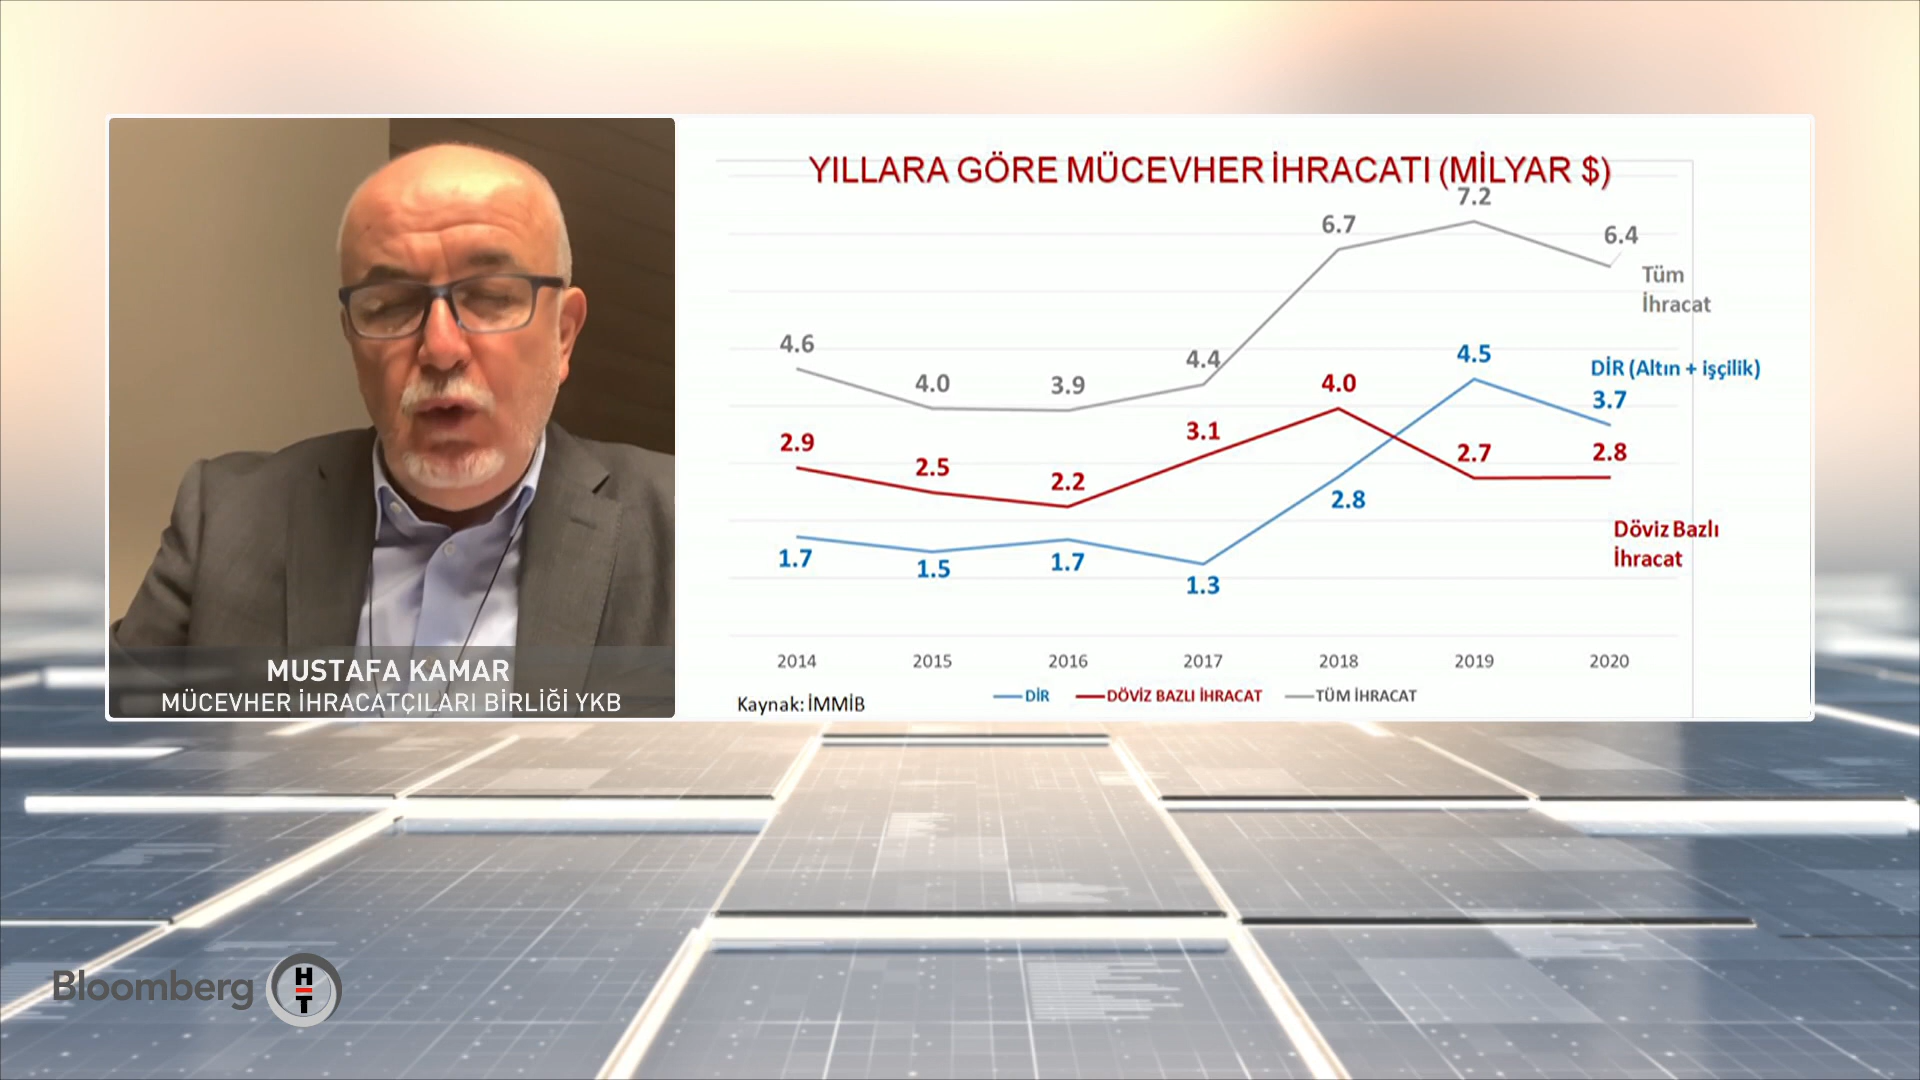 YILLARA GÖRE MÜCEVHER İHRACATI (MİLYAR $)
4.6
4.0
3.9
4.4
6.7
7.2
6.4
Tüm
İhracat
2.9
2.5
2.2
3.1
4.0
2.7
2.8
Döviz Bazlı
İhracat
1.7
1.5
1.7
1.3
2.8
4.5
DİR (Altın + işçilik)
3.7
2014 2015 2016 2017 2018 2019 2020
DİR DÖVİZ BAZLI İHRACAT TÜM İHRACAT
Kaynak: İMMİB
MUSTAFA KAMAR
MÜCEVHER İHRACATÇILARI BİRLİĞİ YKB
Bloomberg HT